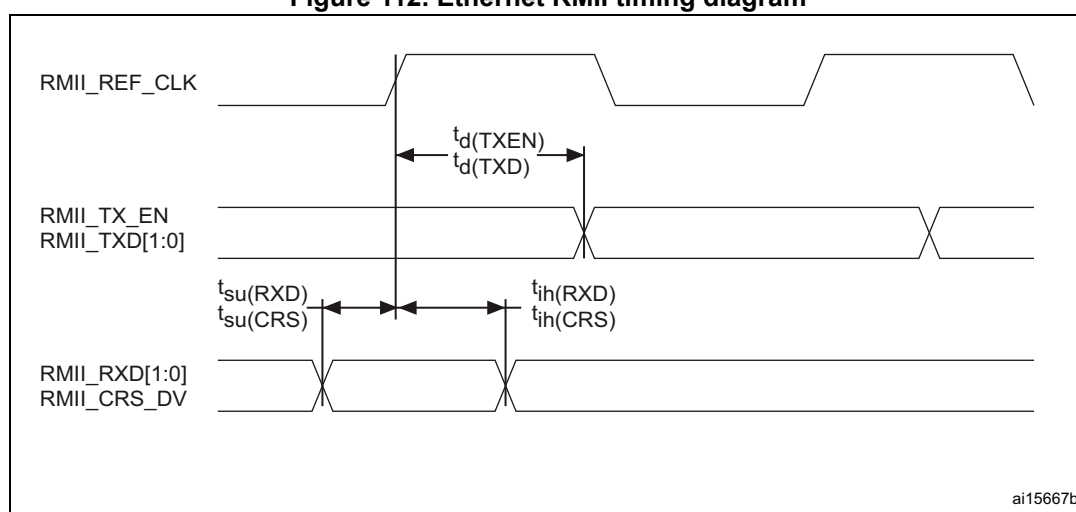 Figure 112. Ethernet RMII timing diagram
RMII_REF_CLK
td(TXEN)
td(TXD)
RMII_TX_EN
RMII_TXD[1:0]
tsu(RXD)
tsu(CRS)
tih(RXD)
tih(CRS)
RMII_RXD[1:0]
RMII_CRS_DV
ai15667b